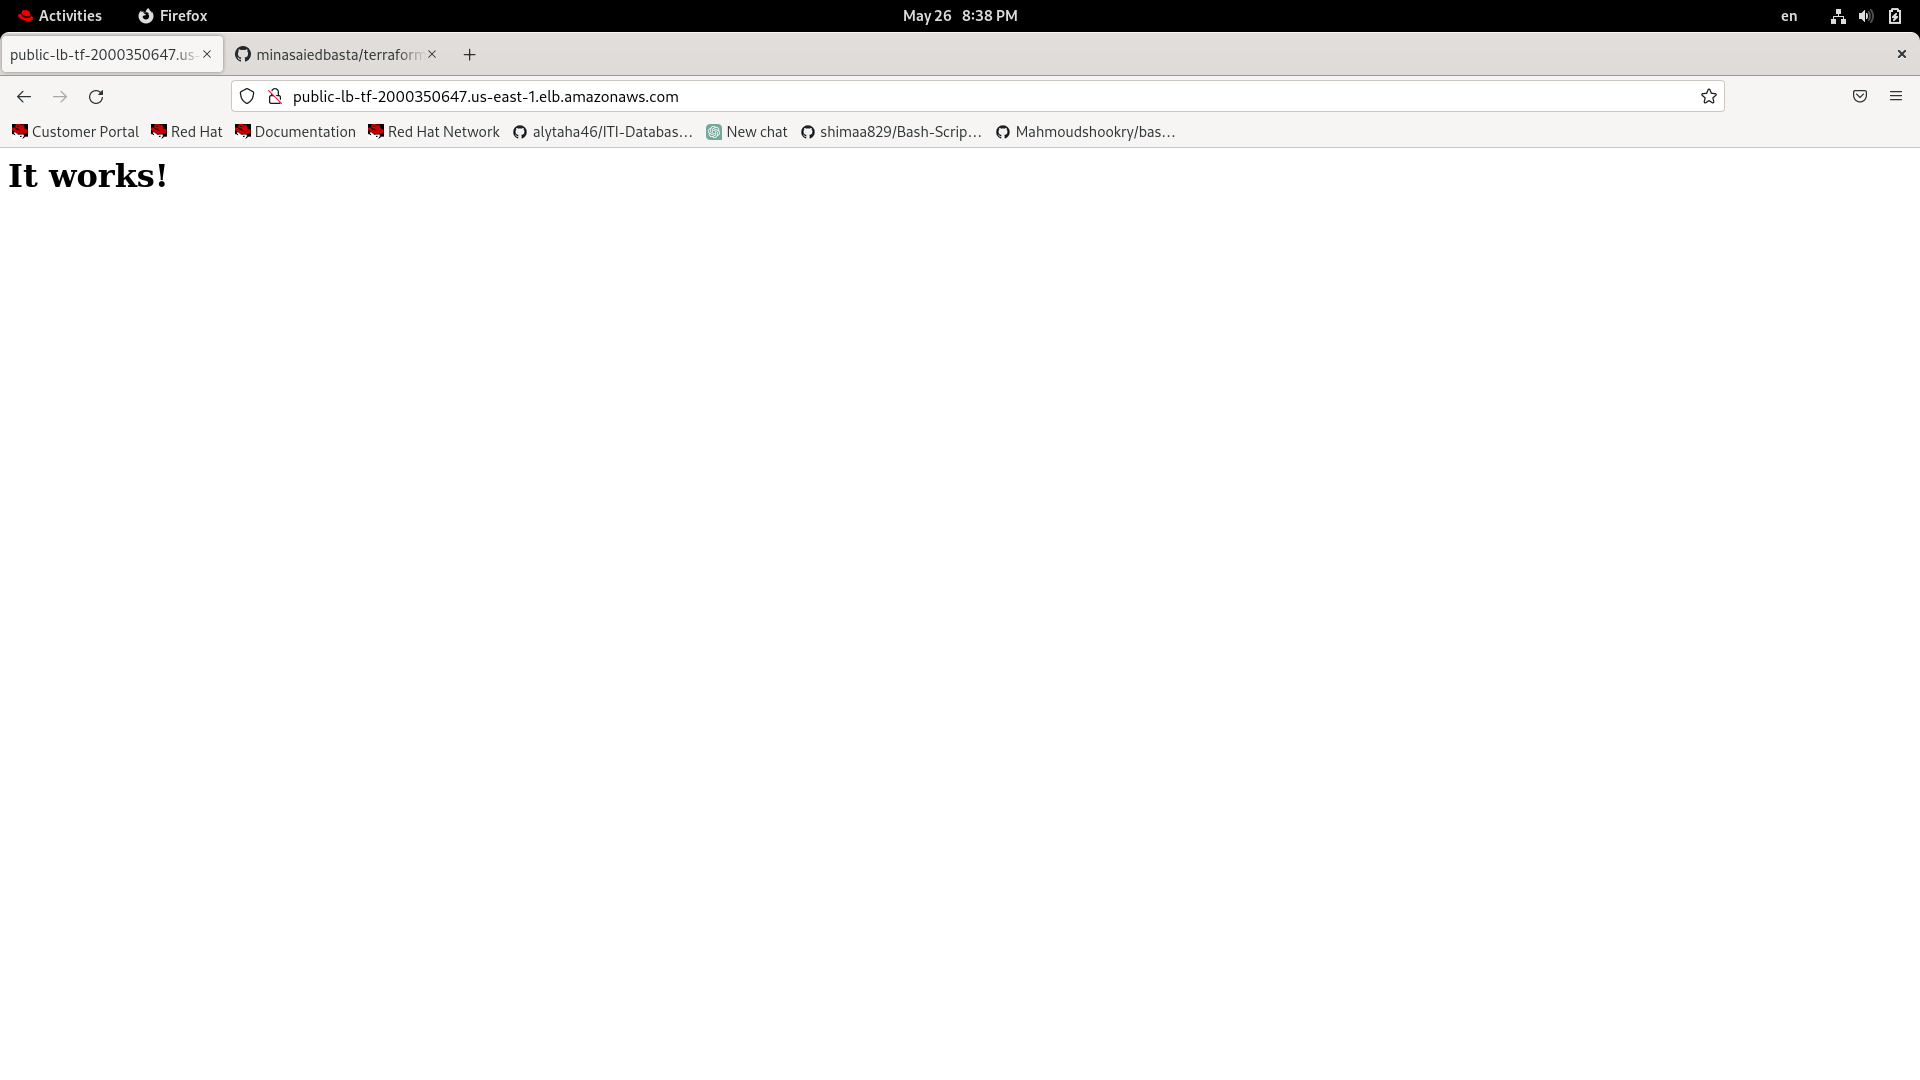 Activities Firefox May 26 8:38 PM en
public-lb-tf-2000350647.us- minasaiedbasta/terraform
public-lb-tf-2000350647.us-east-1.elb.amazonaws.com
Customer Portal Red Hat Documentation Red Hat Network alytaha46/ITI-Databas… New chat shimaa829/Bash-Scrip… Mahmoudshookry/bas…
It works!